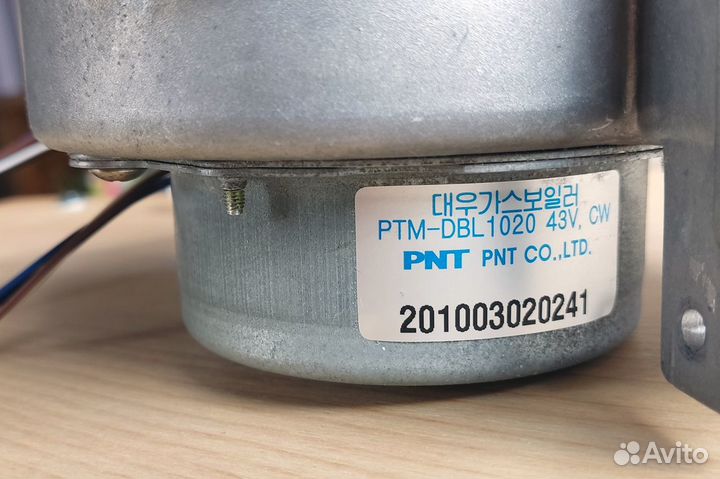 대우가스보일러
PTM-DBL1020 43V, CW
PNT PNT CO.,LTD.
201003020241
Avito